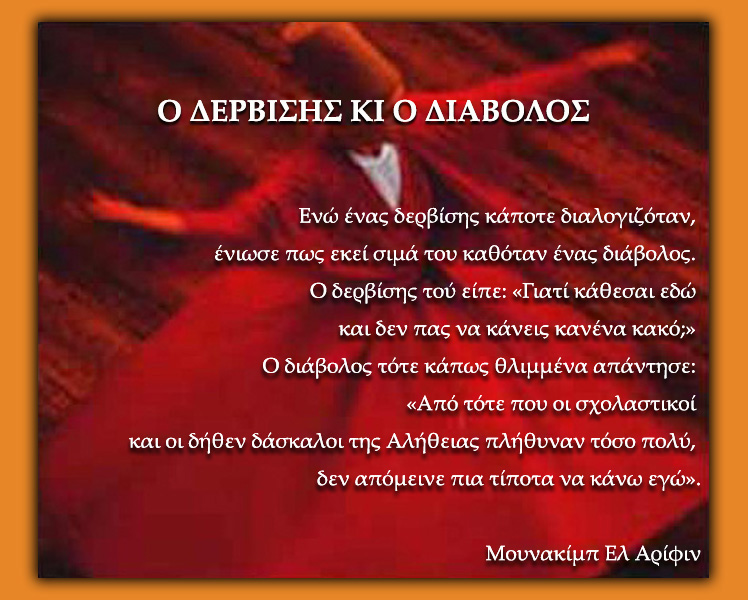 Ο ΔΕΡΒΙΣΗΣ ΚΙ Ο ΔΙΑΒΟΛΟΣ
Ενώ ένας δερβίσης κάποτε διαλογιζόταν,
ένιωσε πως εκεί σιμά του καθόταν ένας διάβολος.
Ο δερβίσης τού είπε: «Γιατί κάθεσαι εδώ
και δεν πας να κάνεις κανένα κακό;»
Ο διάβολος τότε κάπως θλιμμένα απάντησε:
«Από τότε που οι σχολαστικοί
και οι δήθεν δάσκαλοι της Αλήθειας πλήθυναν τόσο πολύ,
δεν απόμεινε πια τίποτα να κάνω εγώ».
Μουνακίμπ Ελ Αρίφιν